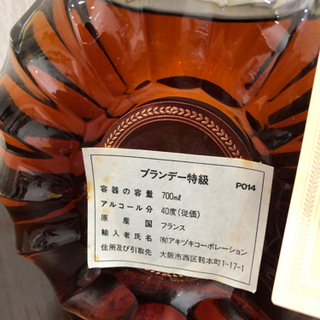 ブランデー特級 P014
容器の容量 700ml
アルコール分 40度(従価)
原産国 フランス
輸入者氏名 (有)アキヅキコーポレーション
住所及び引取先 大阪市西区靱本町1-17-1